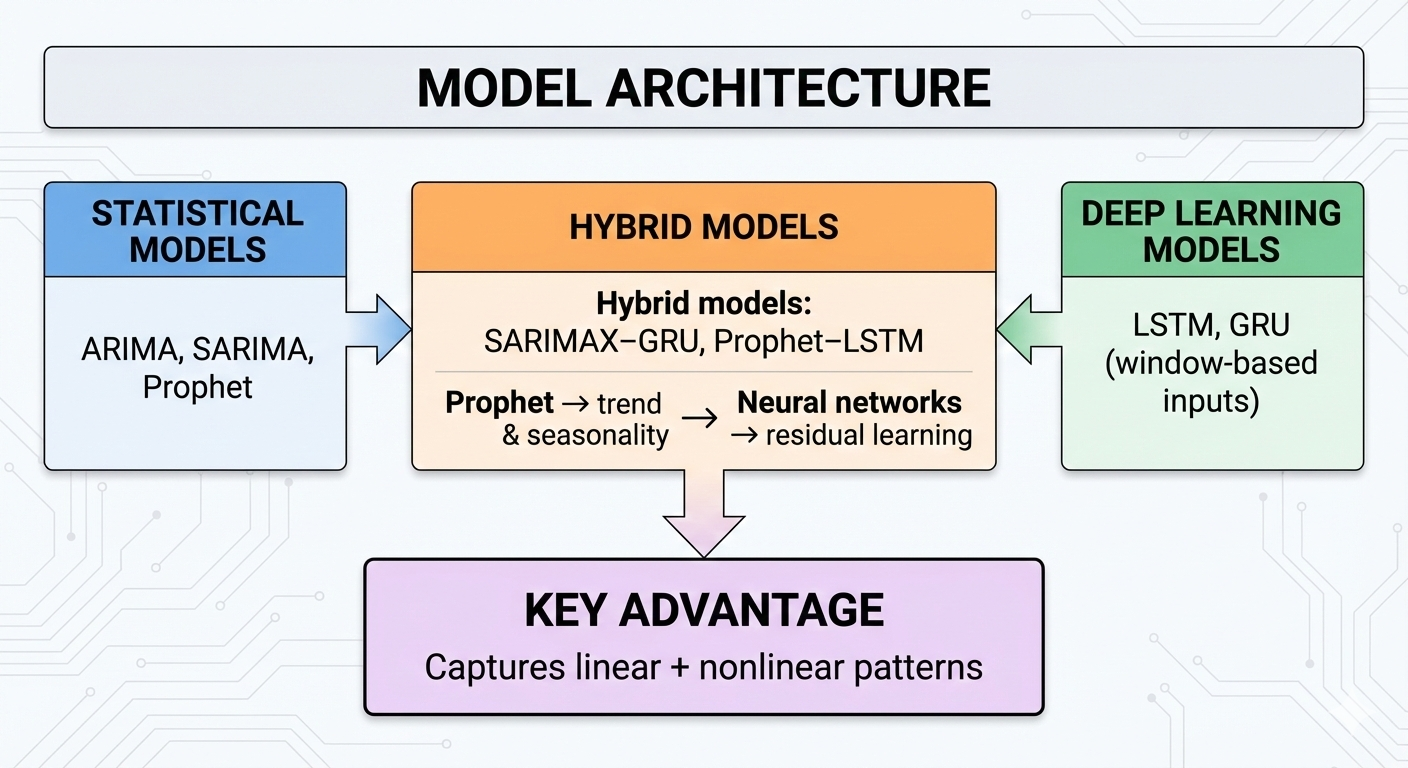 MODEL ARCHITECTURE
STATISTICAL
MODELS
ARIMA, SARIMA,
Prophet
HYBRID MODELS
Hybrid models:
SARIMAX–GRU, Prophet–LSTM
Prophet → trend
& seasonality
→
Neural networks
→ residual learning
DEEP LEARNING
MODELS
LSTM, GRU
(window-based
inputs)
KEY ADVANTAGE
Captures linear + nonlinear patterns